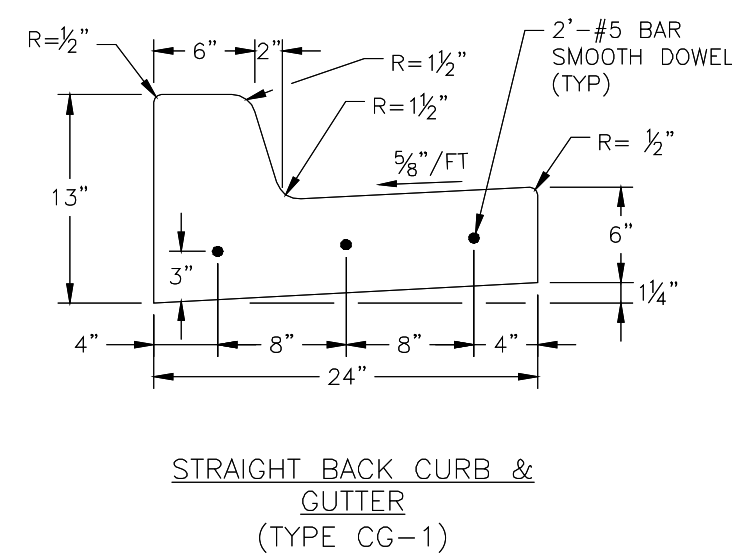 R=½"
6"
2"
R=1½"
R=1½"
2'-#5 BAR
SMOOTH DOWEL
(TYP)
⅝"/FT
R= ½"
13"
3"
6"
1¼"
4"
8"
8"
4"
24"
STRAIGHT BACK CURB &
GUTTER
(TYPE CG-1)